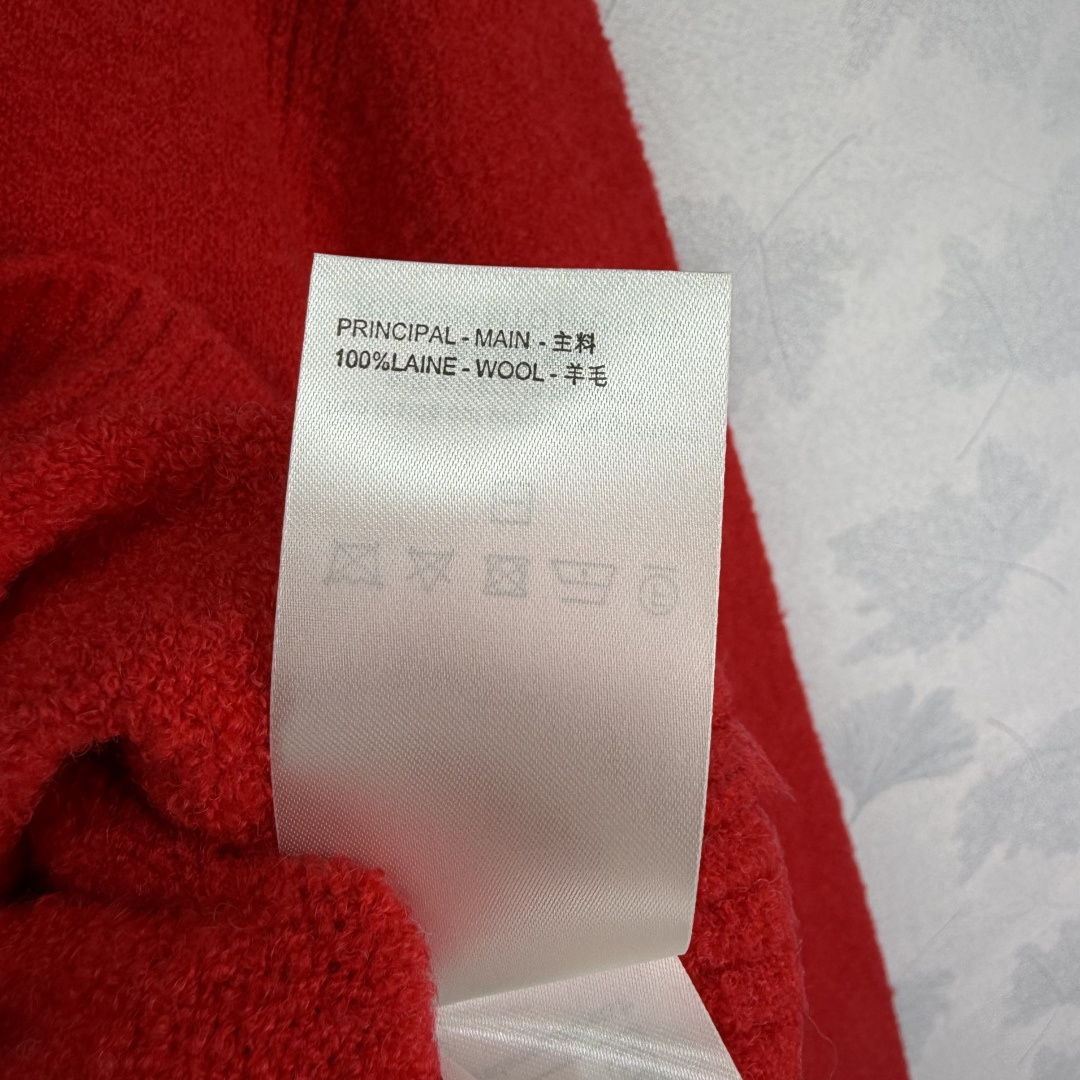 PRINCIPAL - MAIN - 主料
100%LAINE - WOOL - 羊毛